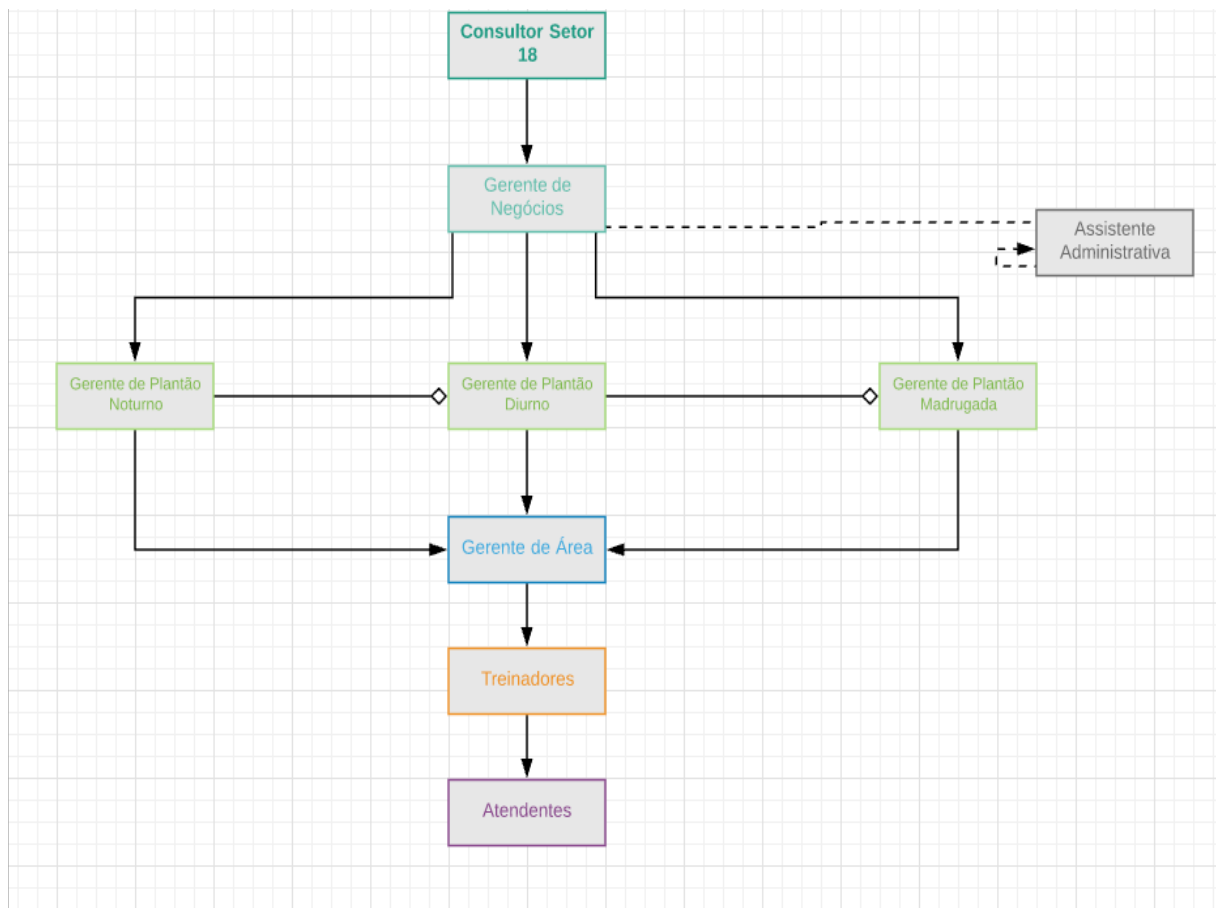 Consultor Setor
18
Gerente de
Negócios
Assistente
Administrativa
Gerente de Plantão
Noturno
Gerente de Plantão
Diurno
Gerente de Plantão
Madrugada
Gerente de Área
Treinadores
Atendentes